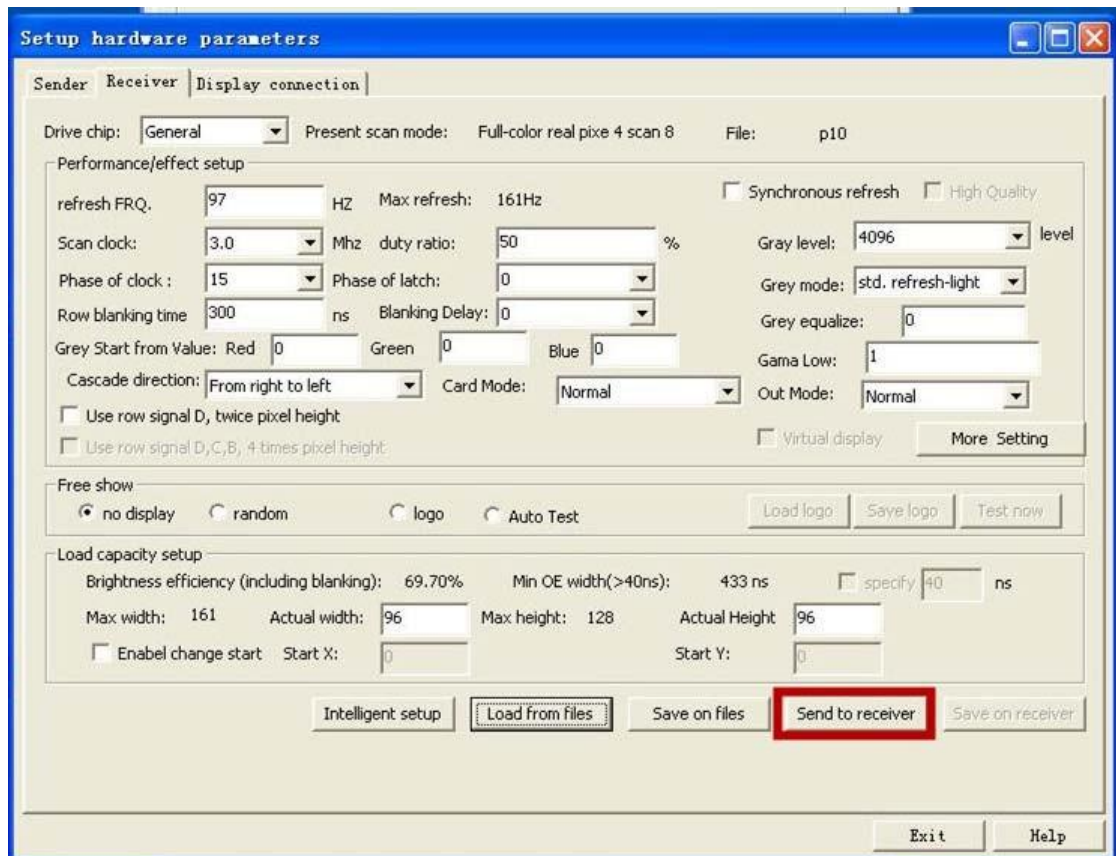 Setup hardware parameters
Sender Receiver Display connection
Drive chip: General Present scan mode: Full-color real pixe 4 scan 8 File: p10
Performance/effect setup
refresh FRQ. 97 HZ Max refresh: 161Hz Synchronous refresh High Quality
Scan clock: 3.0 Mhz duty ratio: 50 % Gray level: 4096 level
Phase of clock : 15 Phase of latch: 0 Grey mode: std. refresh-light
Row blanking time 300 ns Blanking Delay: 0 Grey equalize: 0
Grey Start from Value: Red 0 Green 0 Blue 0 Gama Low: 1
Cascade direction: From right to left Card Mode: Normal Out Mode: Normal
Use row signal D, twice pixel height
Use row signal D,C,B, 4 times pixel height Virtual display More Setting
Free show
no display random logo Auto Test Load logo Save logo Test now
Load capacity setup
Brightness efficiency (including blanking): 69.70% Min OE width(>40ns): 433 ns specify 40 ns
Max width: 161 Actual width: 96 Max height: 128 Actual Height 96
Enabel change start Start X: 0 Start Y: 0
Intelligent setup Load from files Save on files Send to receiver Save on receiver
Exit Help